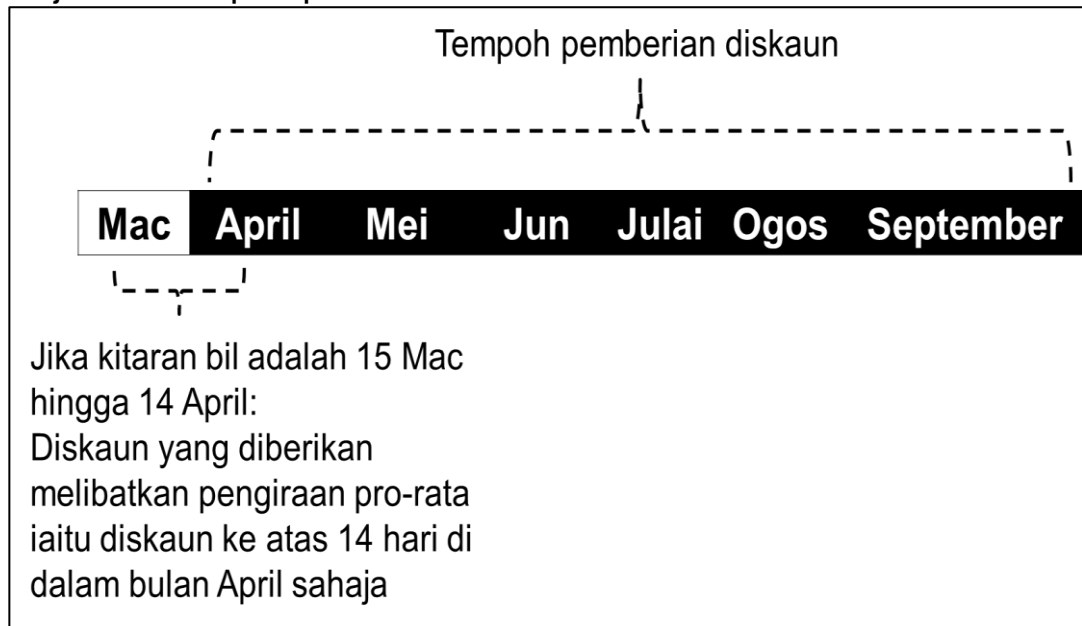 Tempoh pemberian diskaun
Mac April Mei Jun Julai Ogos September
Jika kitaran bil adalah 15 Mac
hingga 14 April:
Diskaun yang diberikan
melibatkan pengiraan pro-rata
iaitu diskaun ke atas 14 hari di
dalam bulan April sahaja